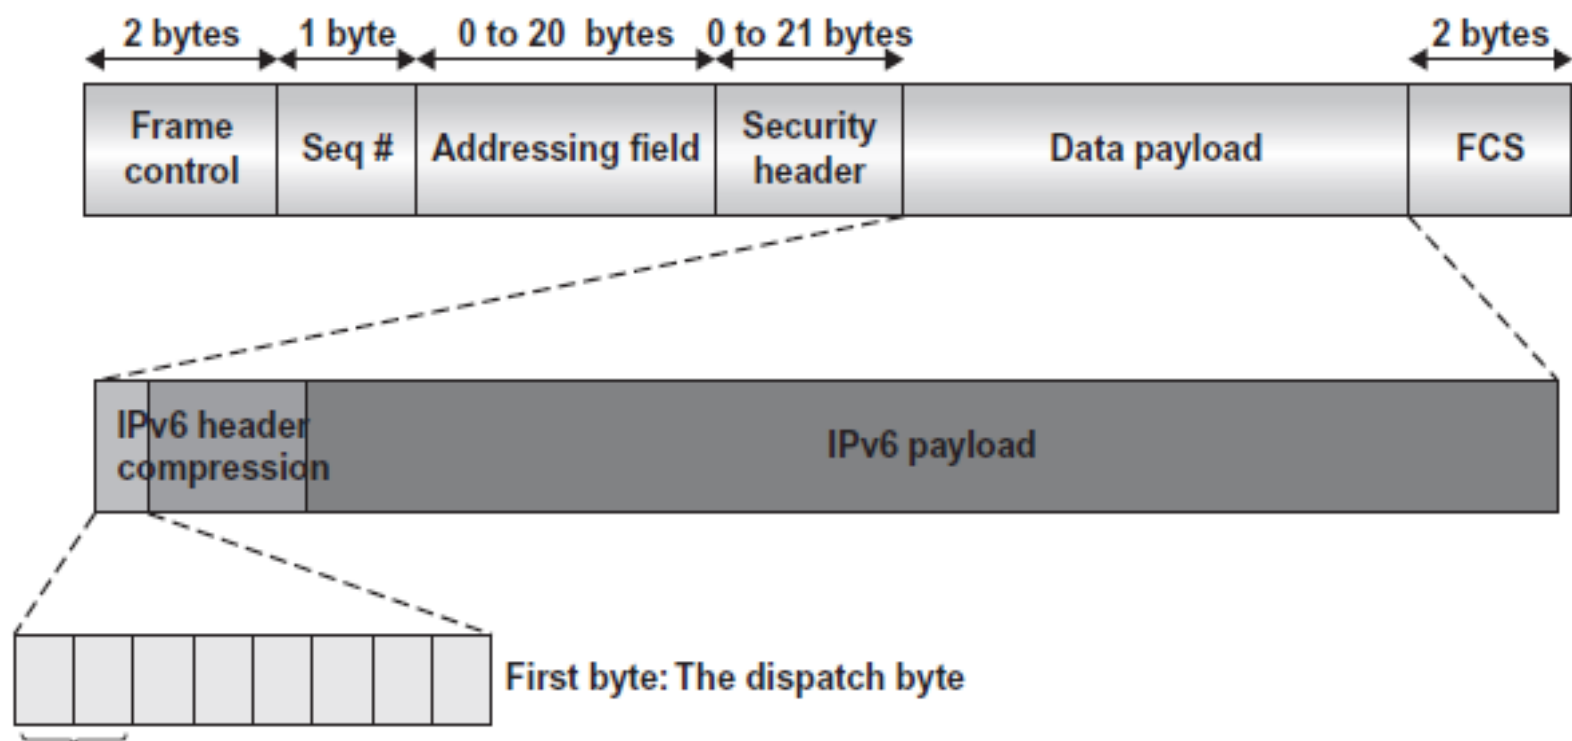 2 bytes 1 byte 0 to 20 bytes 0 to 21 bytes 2 bytes
Frame
control
Seq #
Addressing field
Security
header
Data payload
FCS
IPv6 header
compression
IPv6 payload
First byte: The dispatch byte